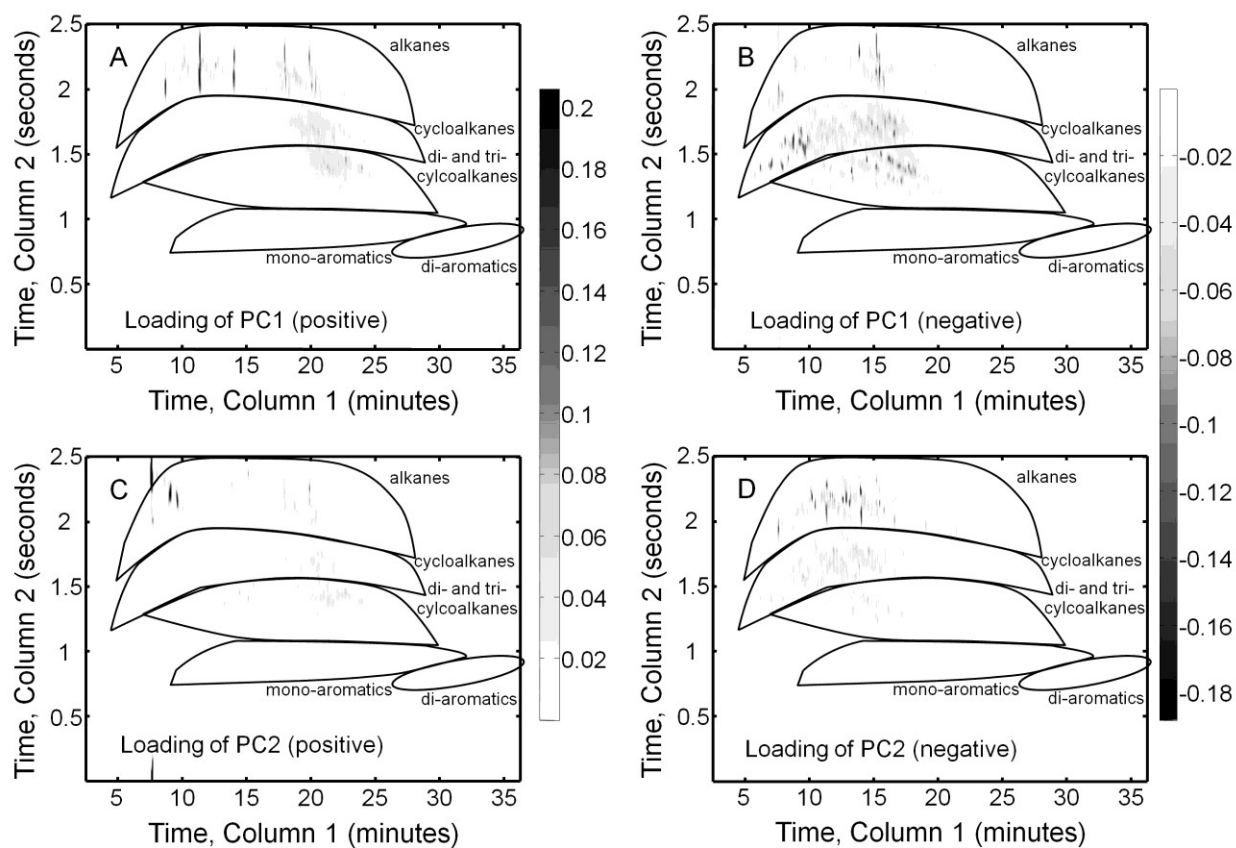 A
alkanes
cycloalkanes
di- and tri-
cylcoalkanes
mono-aromatics
di-aromatics
Loading of PC1 (positive)
Time, Column 2 (seconds)
2.5
2
1.5
1
0.5
5 10 15 20 25 30 35
Time, Column 1 (minutes)
0.2
0.18
0.16
0.14
0.12
0.1
0.08
0.06
0.04
0.02
B
alkanes
cycloalkanes
di- and tri-
cylcoalkanes
mono-aromatics
di-aromatics
Loading of PC1 (negative)
Time, Column 2 (seconds)
2.5
2
1.5
1
0.5
5 10 15 20 25 30 35
Time, Column 1 (minutes)
-0.02
-0.04
-0.06
-0.08
-0.1
-0.12
-0.14
-0.16
-0.18
C
alkanes
cycloalkanes
di- and tri-
cylcoalkanes
mono-aromatics
di-aromatics
Loading of PC2 (positive)
Time, Column 2 (seconds)
2.5
2
1.5
1
0.5
5 10 15 20 25 30 35
Time, Column 1 (minutes)
D
alkanes
cycloalkanes
di- and tri-
cylcoalkanes
mono-aromatics
di-aromatics
Loading of PC2 (negative)
Time, Column 2 (seconds)
2.5
2
1.5
1
0.5
5 10 15 20 25 30 35
Time, Column 1 (minutes)